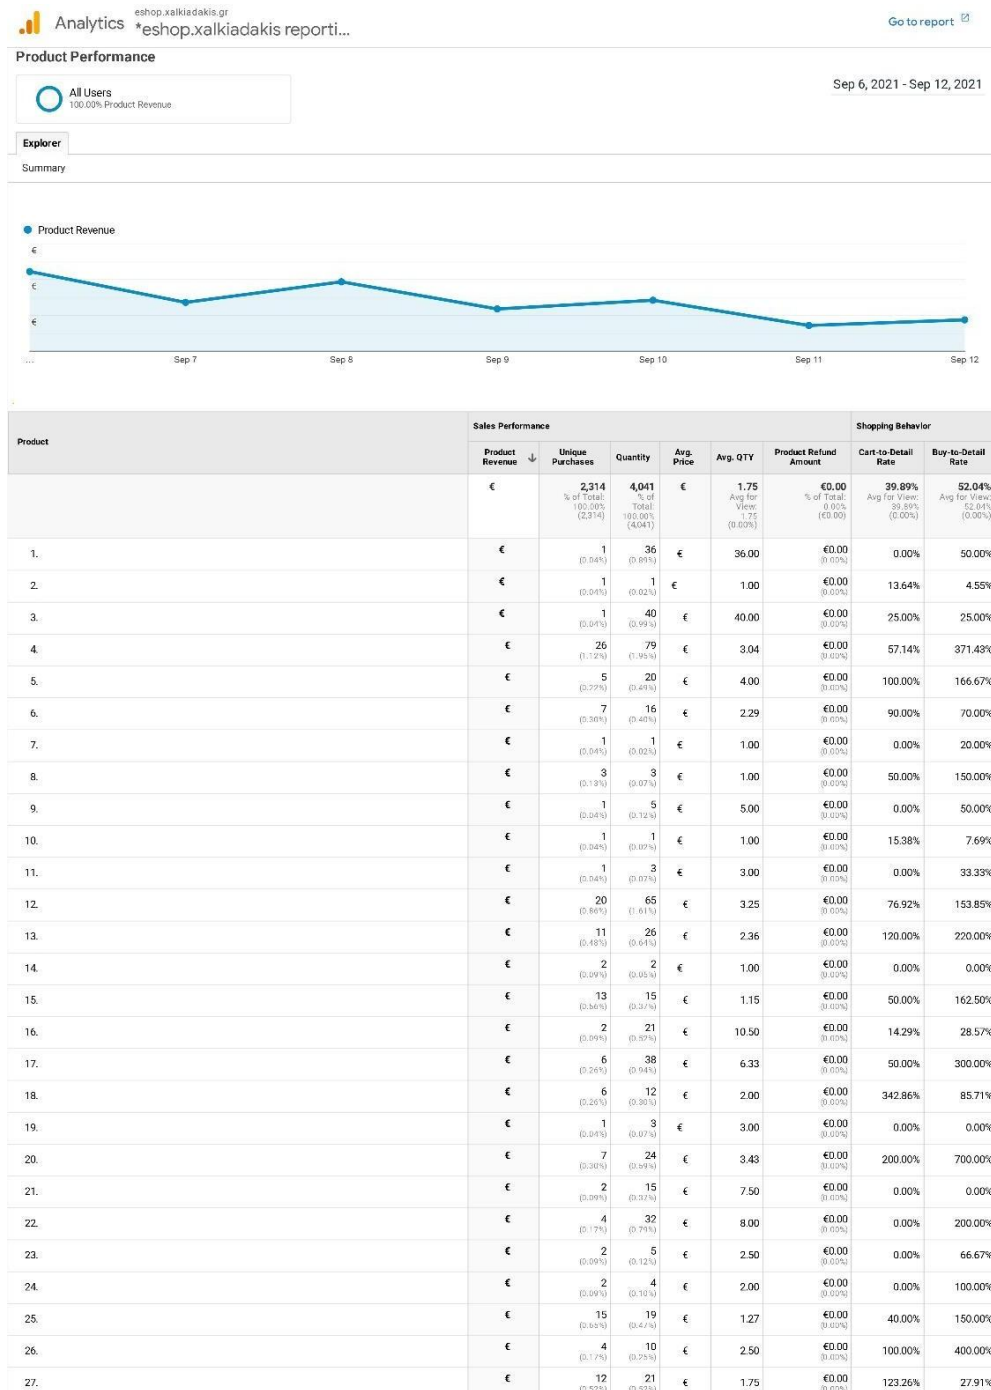 Analytics
eshop.xalkiadakis.gr
*eshop.xalkiadakis reporti...
Go to report
Product Performance
All Users
100.00% Product Revenue
Sep 6, 2021 - Sep 12, 2021
Explorer
Summary
Product Revenue
€
€
€
... Sep 7 Sep 8 Sep 9 Sep 10 Sep 11 Sep 12
Product
Sales Performance Shopping Behavior
Product Revenue Unique Purchases Quantity Avg. Price Avg. QTY Product Refund Amount Cart-to-Detail Rate Buy-to-Detail Rate
€ 2,314 4,041 € 1.75 €0.00 39.89% 52.04%
% of Total: 100.00% (2,314) % of Total: 100.00% (4,041) Avg for View: 1.75 (0.00%) % of Total: 0.00% (€0.00) Avg for View: 39.89% (0.00%) Avg for View: 52.04% (0.00%)
1. € 1 (0.04%) 36 (0.89%) € 36.00 €0.00 (0.00%) 0.00% 50.00%
2. € 1 (0.04%) 1 (0.02%) € 1.00 €0.00 (0.00%) 13.64% 4.55%
3. € 1 (0.04%) 40 (0.99%) € 40.00 €0.00 (0.00%) 25.00% 25.00%
4. € 26 (1.12%) 79 (1.95%) € 3.04 €0.00 (0.00%) 57.14% 371.43%
5. € 5 (0.22%) 20 (0.49%) € 4.00 €0.00 (0.00%) 100.00% 166.67%
6. € 7 (0.30%) 16 (0.40%) € 2.29 €0.00 (0.00%) 90.00% 70.00%
7. € 1 (0.04%) 1 (0.02%) € 1.00 €0.00 (0.00%) 0.00% 20.00%
8. € 3 (0.13%) 3 (0.07%) € 1.00 €0.00 (0.00%) 50.00% 150.00%
9. € 1 (0.04%) 5 (0.12%) € 5.00 €0.00 (0.00%) 0.00% 50.00%
10. € 1 (0.04%) 1 (0.02%) € 1.00 €0.00 (0.00%) 15.38% 7.69%
11. € 1 (0.04%) 3 (0.07%) € 3.00 €0.00 (0.00%) 0.00% 33.33%
12. € 20 (0.86%) 65 (1.61%) € 3.25 €0.00 (0.00%) 76.92% 153.85%
13. € 11 (0.48%) 26 (0.64%) € 2.36 €0.00 (0.00%) 120.00% 220.00%
14. € 2 (0.09%) 2 (0.05%) € 1.00 €0.00 (0.00%) 0.00% 0.00%
15. € 13 (0.56%) 15 (0.37%) € 1.15 €0.00 (0.00%) 50.00% 162.50%
16. € 2 (0.09%) 21 (0.52%) € 10.50 €0.00 (0.00%) 14.29% 28.57%
17. € 6 (0.26%) 38 (0.94%) € 6.33 €0.00 (0.00%) 50.00% 300.00%
18. € 6 (0.26%) 12 (0.30%) € 2.00 €0.00 (0.00%) 342.86% 85.71%
19. € 1 (0.04%) 3 (0.07%) € 3.00 €0.00 (0.00%) 0.00% 0.00%
20. € 7 (0.30%) 24 (0.59%) € 3.43 €0.00 (0.00%) 200.00% 700.00%
21. € 2 (0.09%) 15 (0.37%) € 7.50 €0.00 (0.00%) 0.00% 0.00%
22. € 4 (0.17%) 32 (0.79%) € 8.00 €0.00 (0.00%) 0.00% 200.00%
23. € 2 (0.09%) 5 (0.12%) € 2.50 €0.00 (0.00%) 0.00% 66.67%
24. € 2 (0.09%) 4 (0.10%) € 2.00 €0.00 (0.00%) 0.00% 100.00%
25. € 15 (0.65%) 19 (0.47%) € 1.27 €0.00 (0.00%) 40.00% 150.00%
26. € 4 (0.17%) 10 (0.25%) € 2.50 €0.00 (0.00%) 100.00% 400.00%
27. € 12 (0.52%) 21 (0.52%) € 1.75 €0.00 (0.00%) 123.26% 27.91%